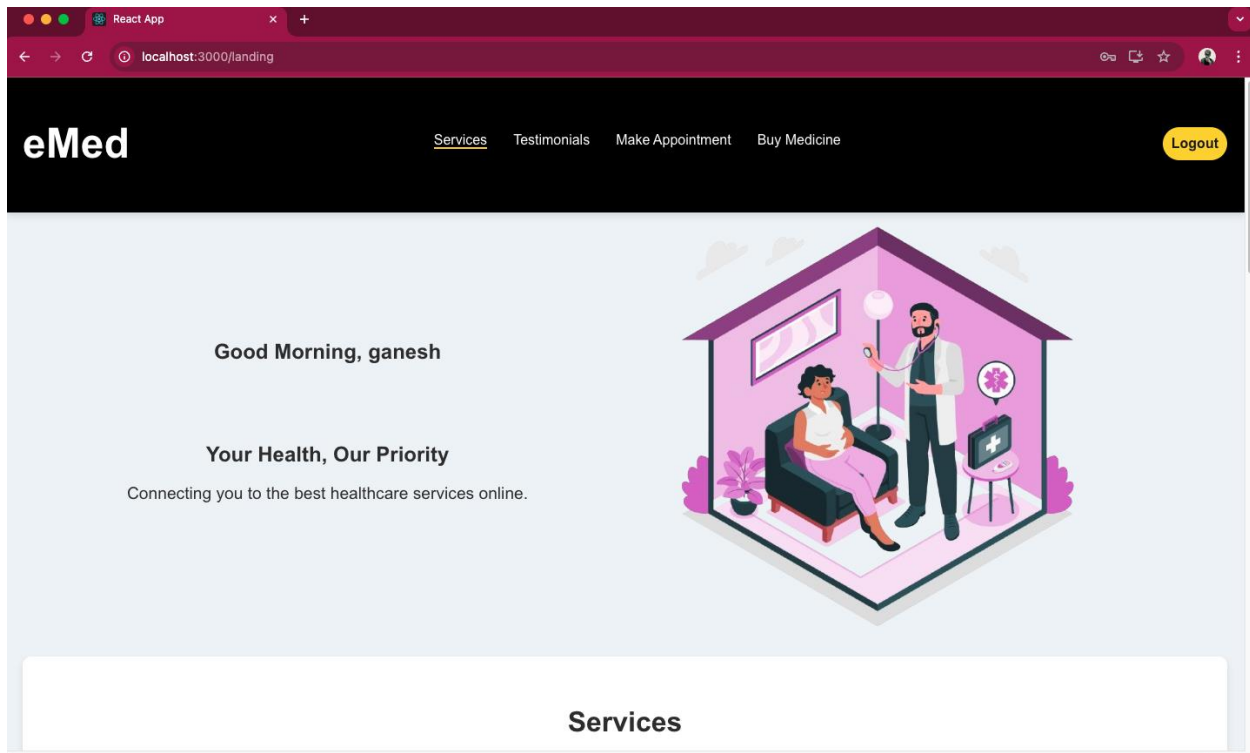 React App
localhost:3000/landing
eMed
Services Testimonials Make Appointment Buy Medicine
Logout
Good Morning, ganesh
Your Health, Our Priority
Connecting you to the best healthcare services online.
Services